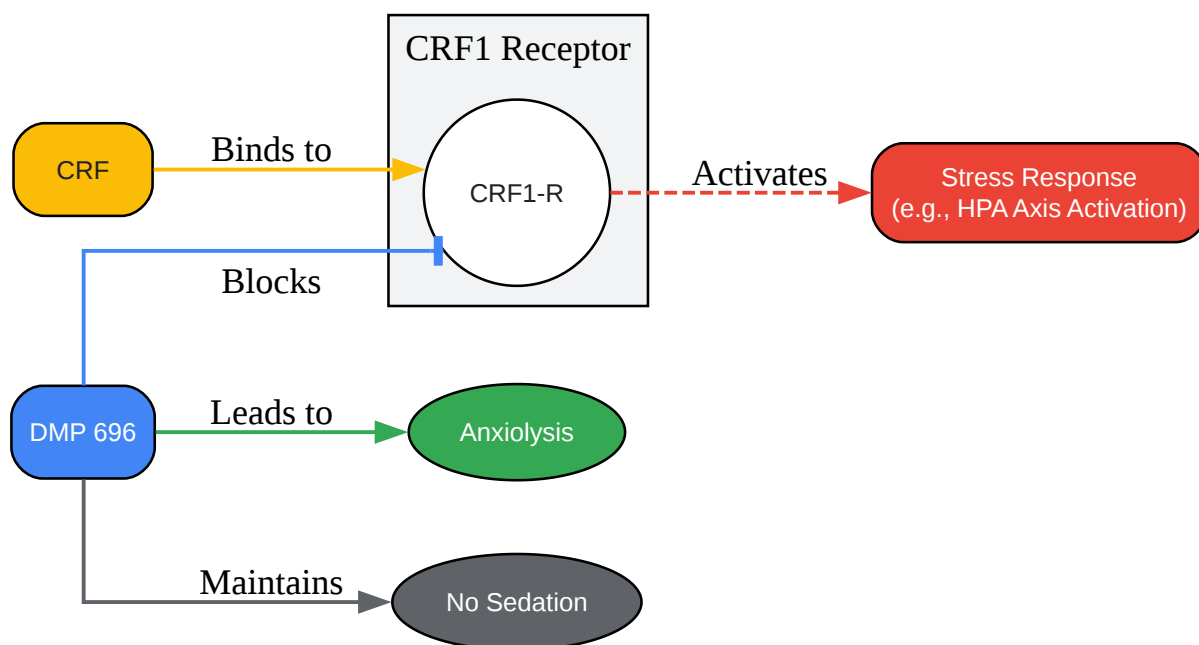 CRF1 Receptor
CRF
Binds to
CRF1-R
Activates
Stress Response
(e.g., HPA Axis Activation)
Blocks
DMP 696
Leads to
Anxiolysis
Maintains
No Sedation